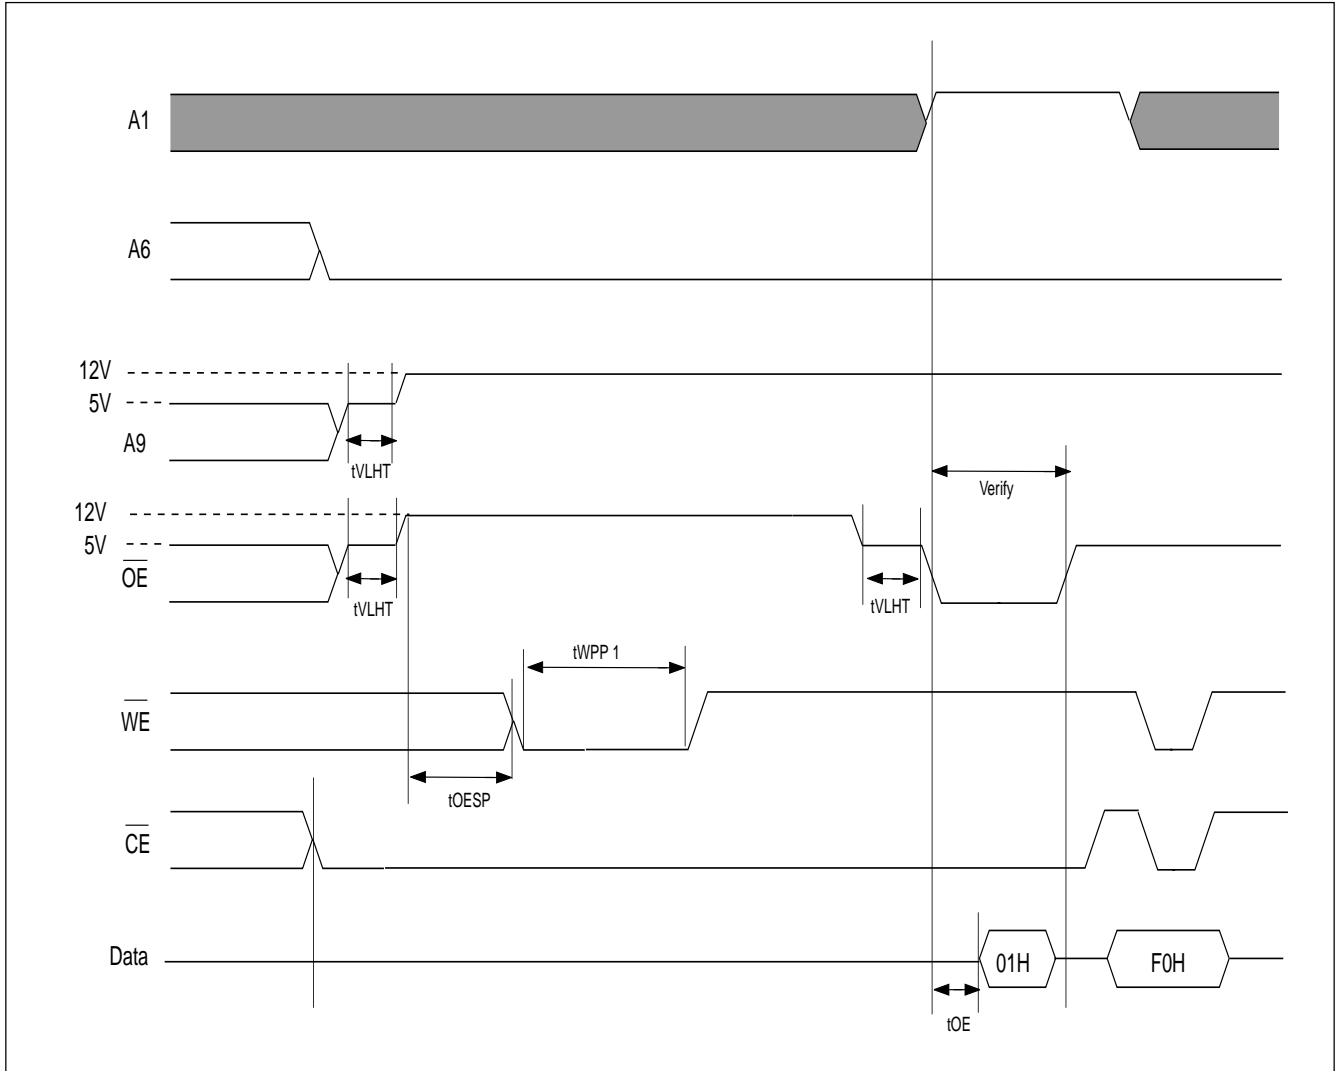 A1
A6
12V
5V
A9
tVLHT
Verify
12V
5V
OE
tVLHT
tVLHT
tWPP 1
WE
tOESP
CE
Data
01H
F0H
tOE